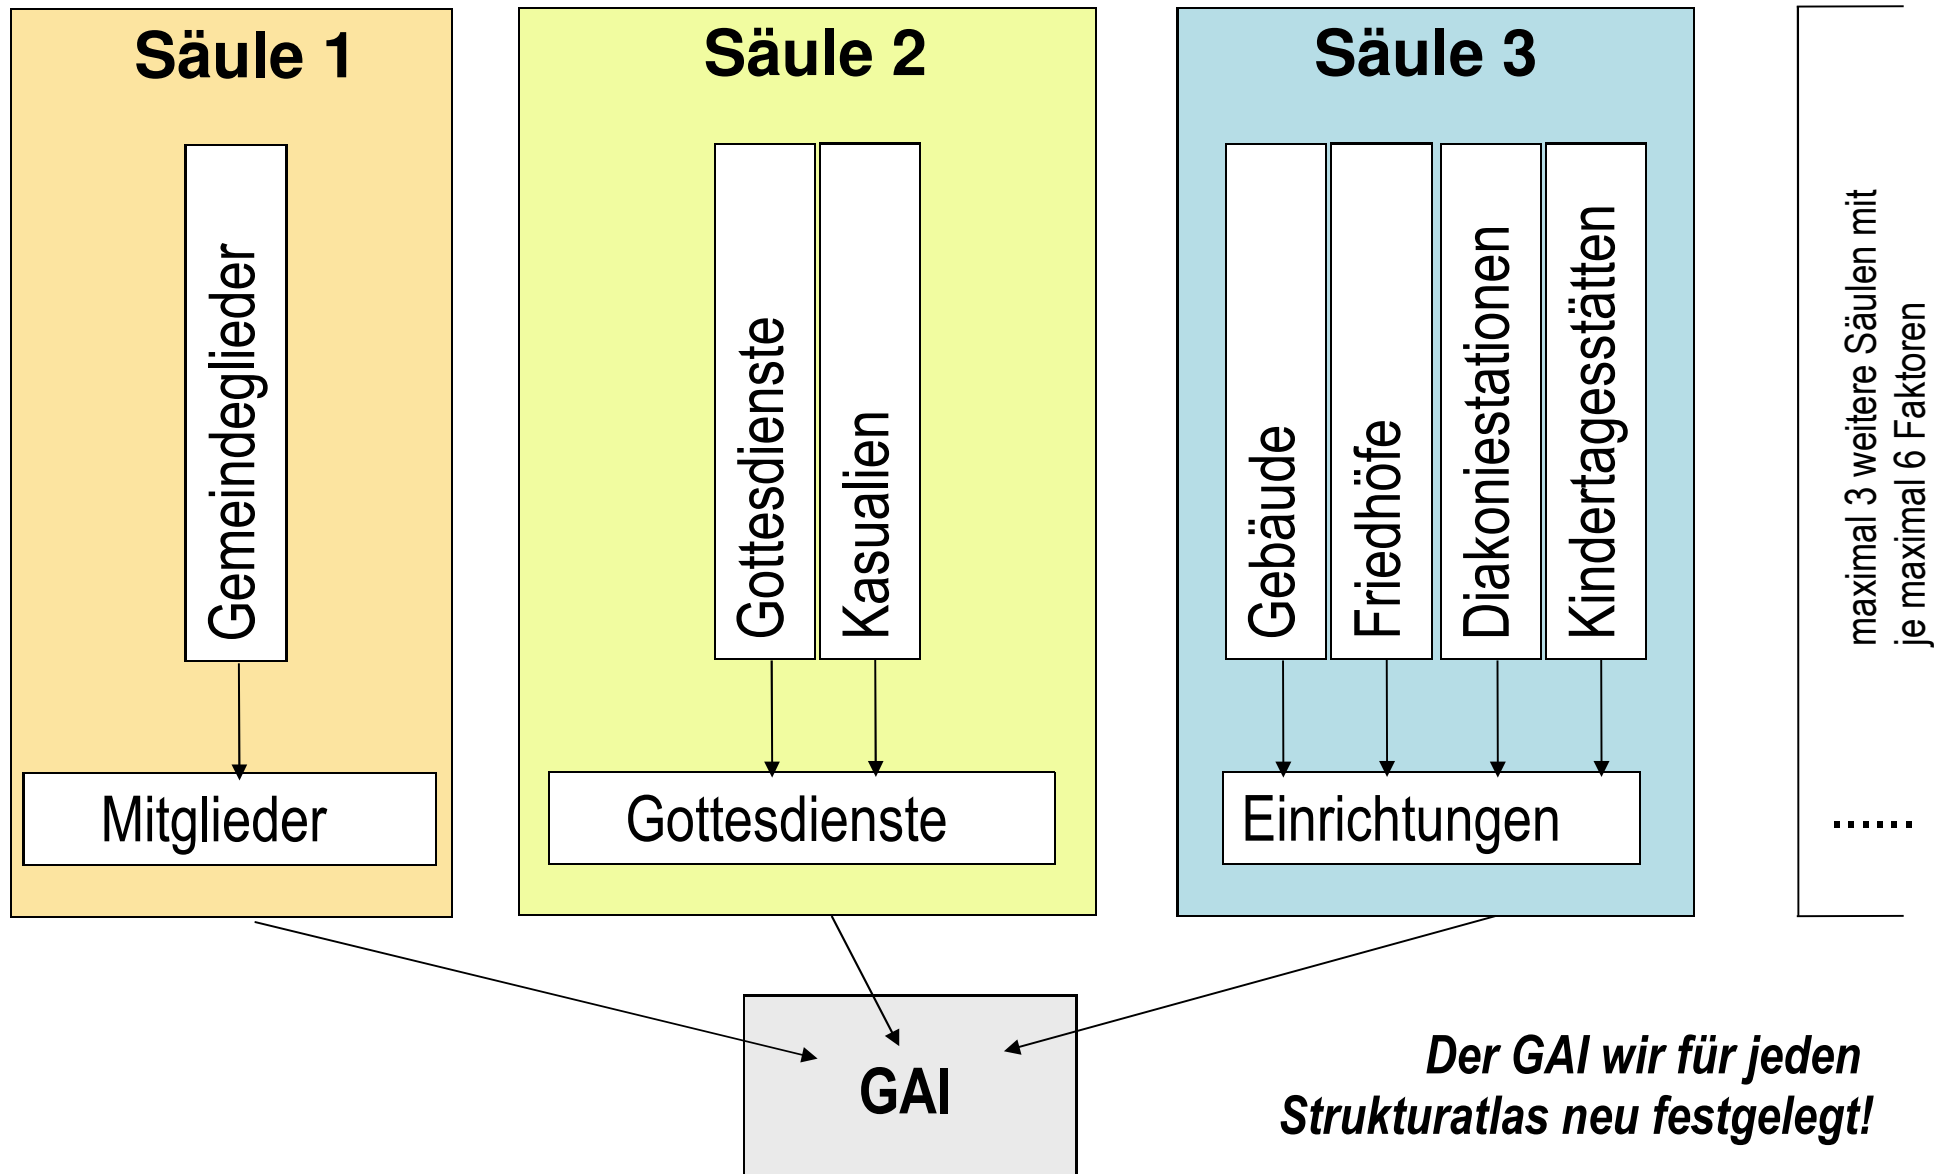 Säule 1
Gemeindeglieder
Mitglieder
Säule 2
Gottesdienste
Kasualien
Gottesdienste
Säule 3
Gebäude
Friedhöfe
Diakoniestationen
Kindertagesstätten
Einrichtungen
maximal 3 weitere Säulen mit
je maximal 6 Faktoren
......
GAI
Der GAI wir für jeden
Strukturatlas neu festgelegt!